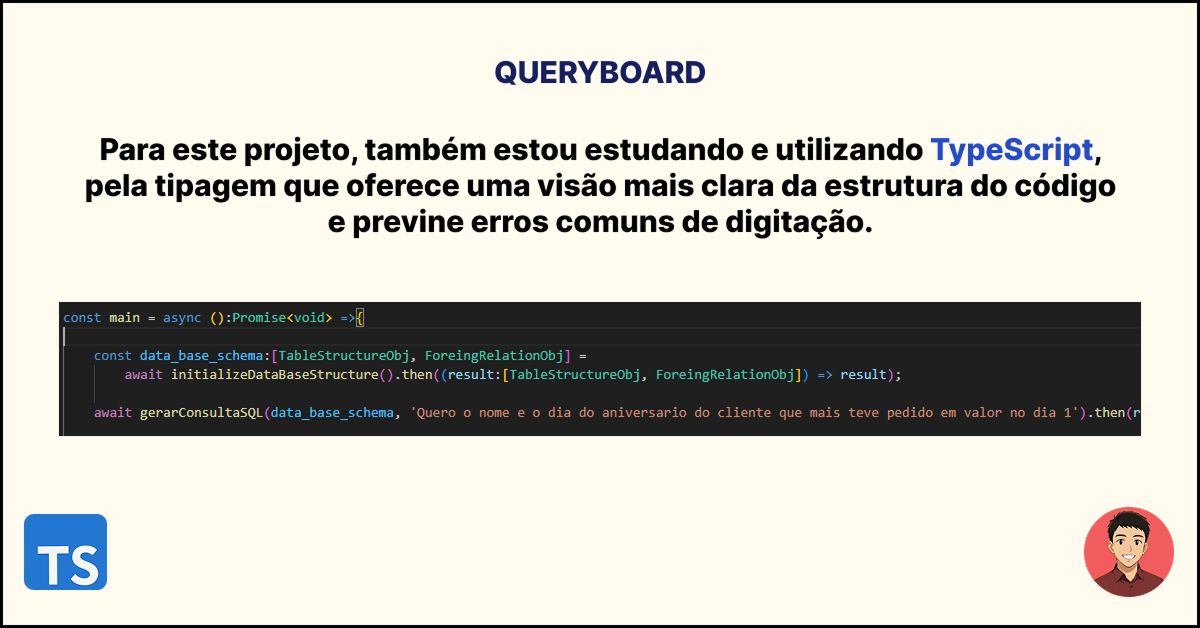 QUERYBOARD
Para este projeto, também estou estudando e utilizando TypeScript,
pela tipagem que oferece uma visão mais clara da estrutura do código
e previne erros comuns de digitação.
const main = async ():Promise<void> =>{
const data_base_schema:[TableStructureObj, ForeingRelationObj] =
await initializeDataBaseStructure().then((result:[TableStructureObj, ForeingRelationObj]) => result);
await gerarConsultaSQL(data_base_schema, 'Quero o nome e o dia do aniversario do cliente que mais teve pedido em valor no dia 1').then(r
TS